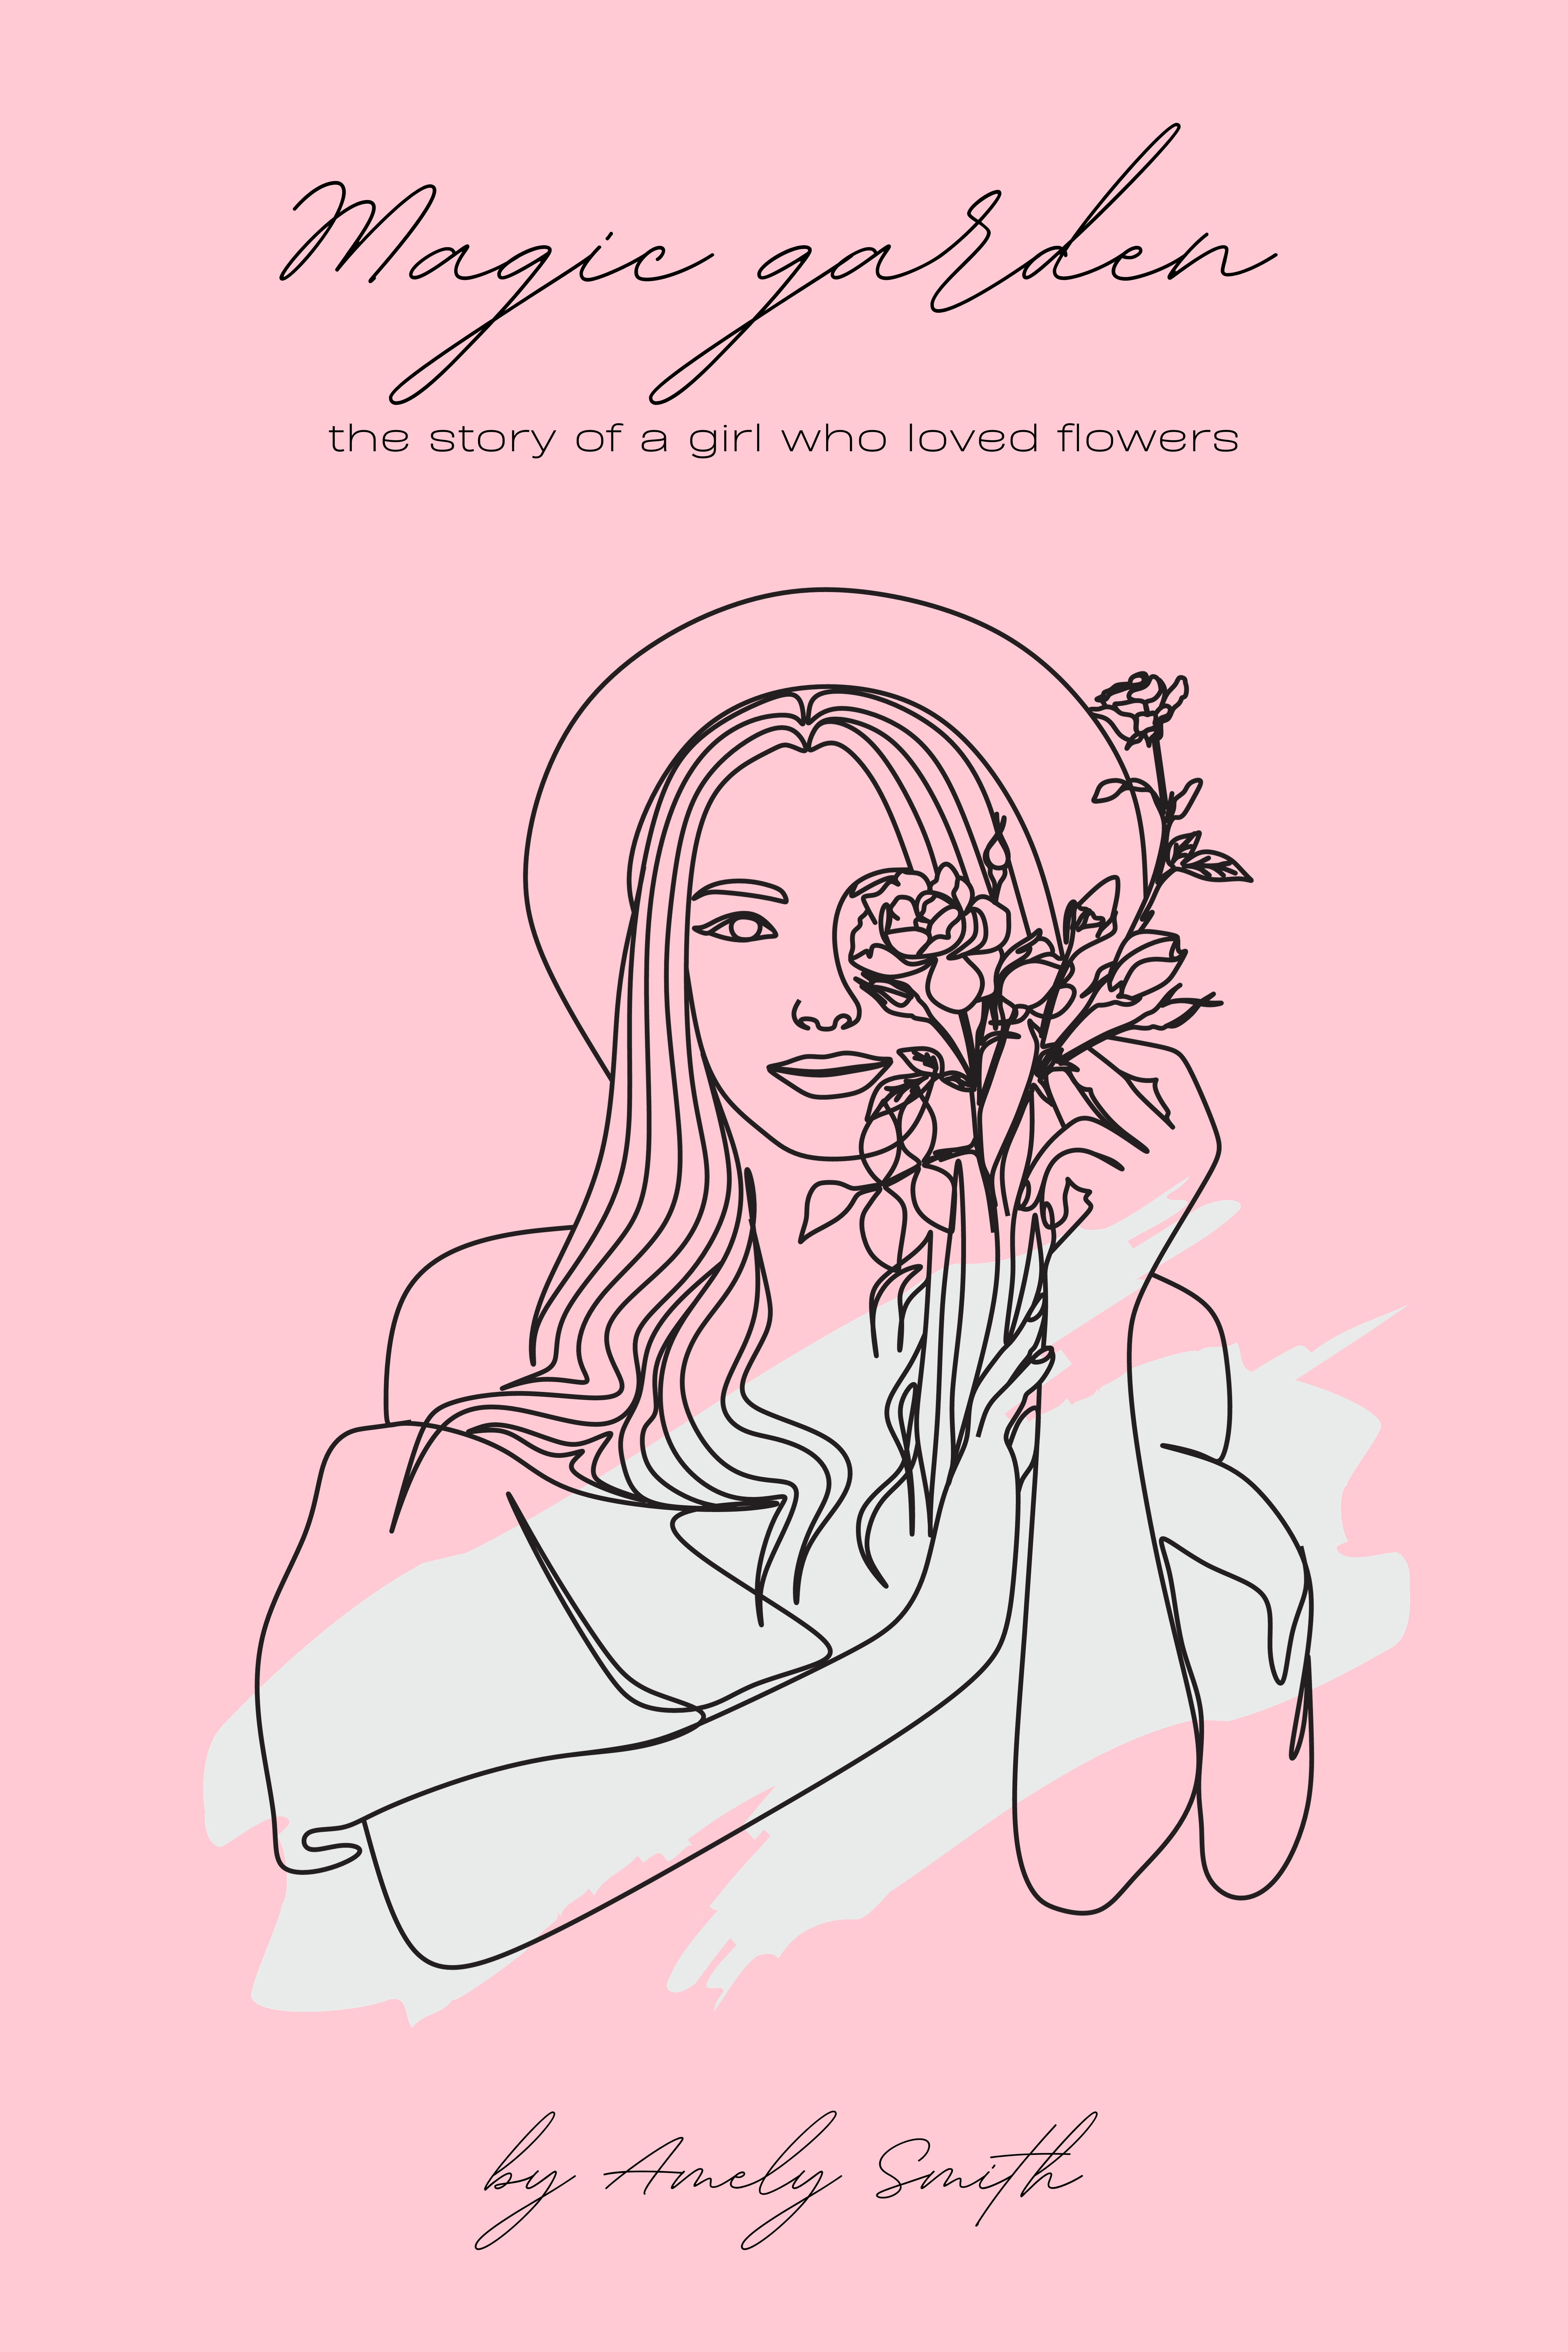 Magic garden
the story of a girl who loved flowers
by Amely Smith